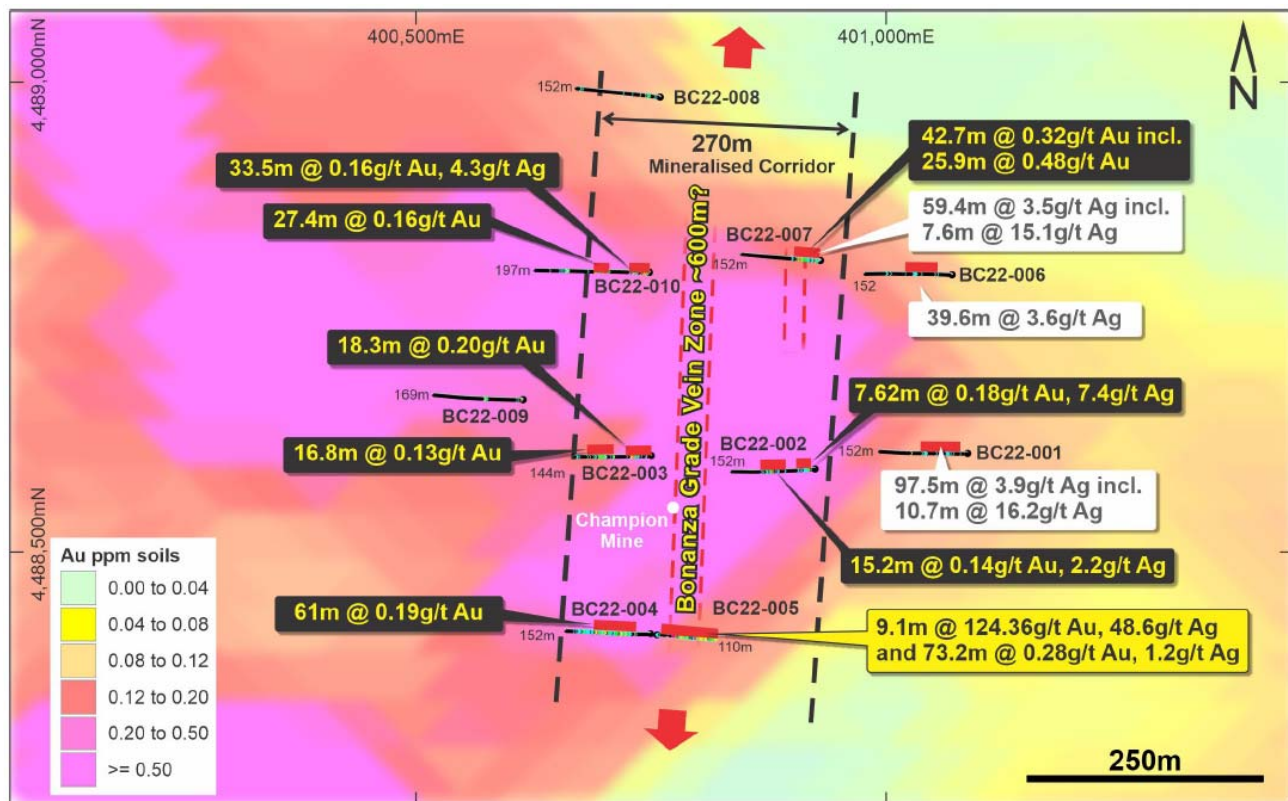 400,500mE
401,000mE
4,489,000mN
N
152m
BC22-008
270m
Mineralised Corridor
42.7m @ 0.32g/t Au incl.
25.9m @ 0.48g/t Au
33.5m @ 0.16g/t Au, 4.3g/t Ag
27.4m @ 0.16g/t Au
59.4m @ 3.5g/t Ag incl.
7.6m @ 15.1g/t Ag
BC22-007
152m
197m
BC22-010
152
BC22-006
39.6m @ 3.6g/t Ag
Bonanza Grade Vein Zone ~600m?
18.3m @ 0.20g/t Au
169m
BC22-009
7.62m @ 0.18g/t Au, 7.4g/t Ag
16.8m @ 0.13g/t Au
144m
BC22-003
BC22-002
152m
152m
BC22-001
97.5m @ 3.9g/t Ag incl.
10.7m @ 16.2g/t Ag
Champion
Mine
4,488,500mN
15.2m @ 0.14g/t Au, 2.2g/t Ag
Au ppm soils
0.00 to 0.04
0.04 to 0.08
0.08 to 0.12
0.12 to 0.20
0.20 to 0.50
>= 0.50
61m @ 0.19g/t Au
BC22-004
152m
BC22-005
110m
9.1m @ 124.36g/t Au, 48.6g/t Ag
and 73.2m @ 0.28g/t Au, 1.2g/t Ag
250m